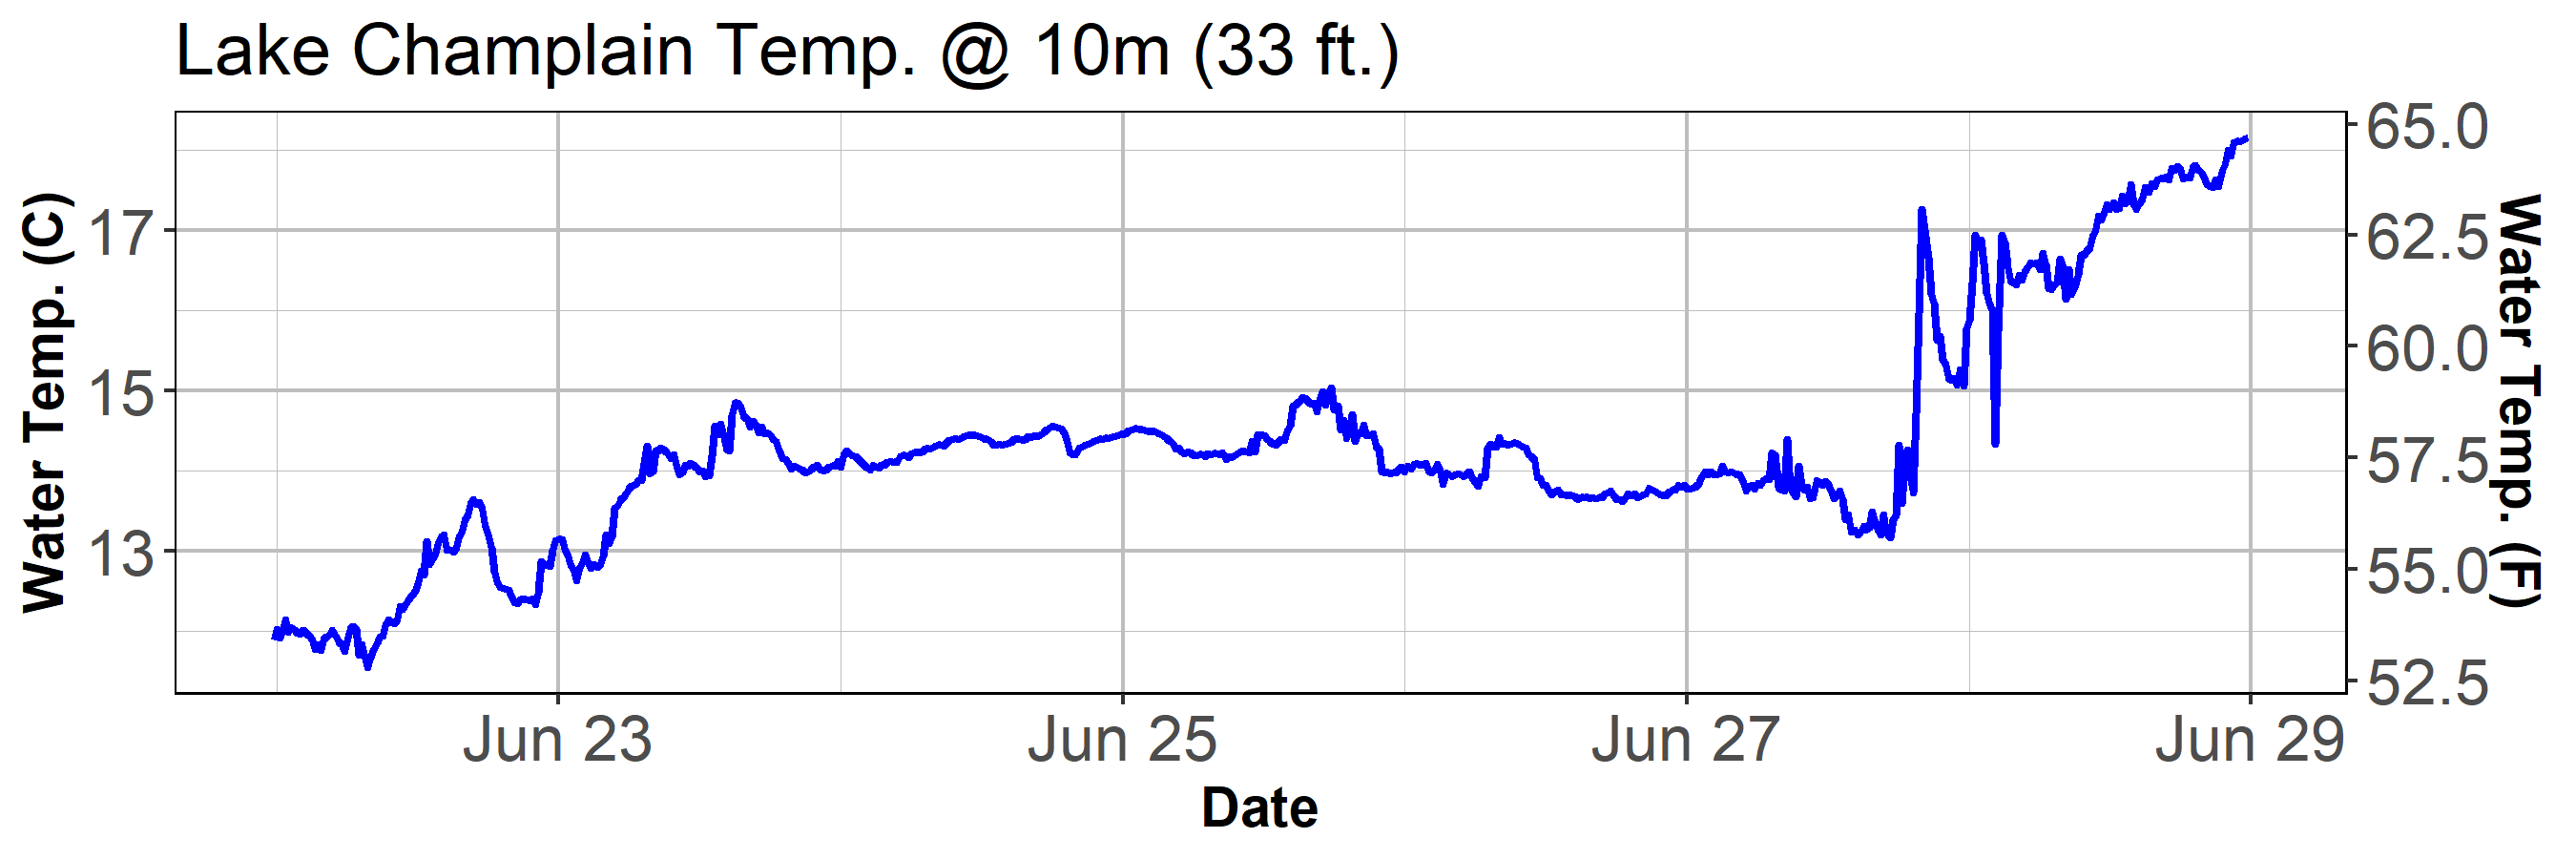 Lake Champlain Temp. @ 10m (33 ft.)
Water Temp. (C)
17
15
13
65.0
62.5
60.0
57.5
55.0
52.5
Water Temp. (F)
Jun 23
Jun 25
Jun 27
Jun 29
Date